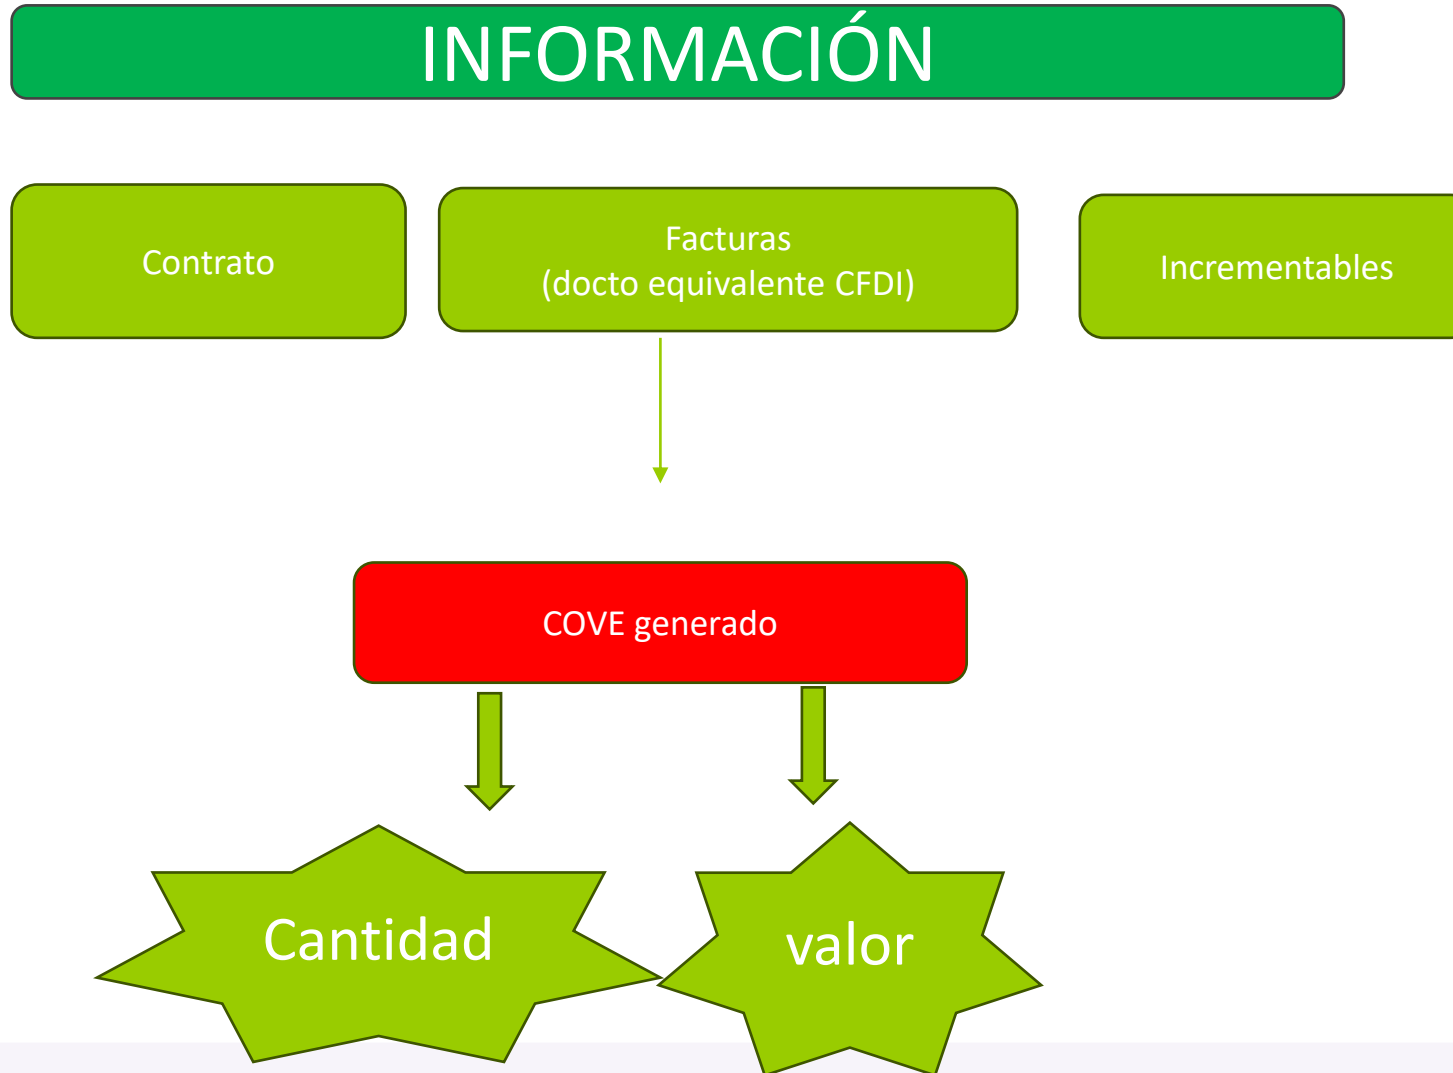 INFORMACIÓN
Contrato
Facturas
(docto equivalente CFDI)
Incrementables
COVE generado
Cantidad
valor